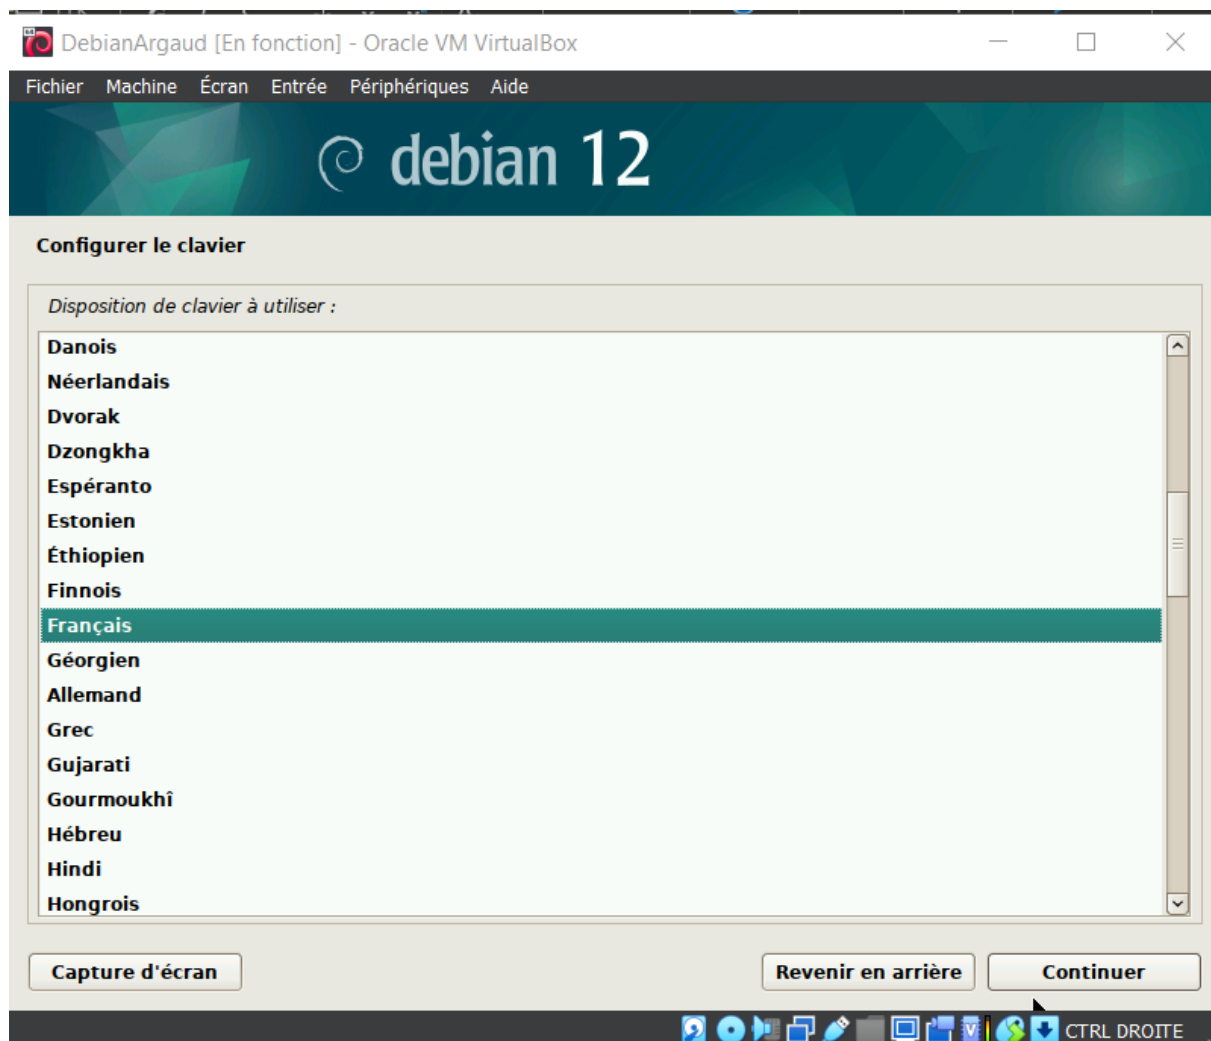 DebianArgaud [En fonction] - Oracle VM VirtualBox
Fichier Machine Écran Entrée Périphériques Aide
debian 12
Configurer le clavier
Disposition de clavier à utiliser :
Danois
Néerlandais
Dvorak
Dzongkha
Espéranto
Estonien
Éthiopien
Finnois
Français
Géorgien
Allemand
Grec
Gujarati
Gourmoukhî
Hébreu
Hindi
Hongrois
Capture d'écran
Revenir en arrière
Continuer
CTRL DROITE